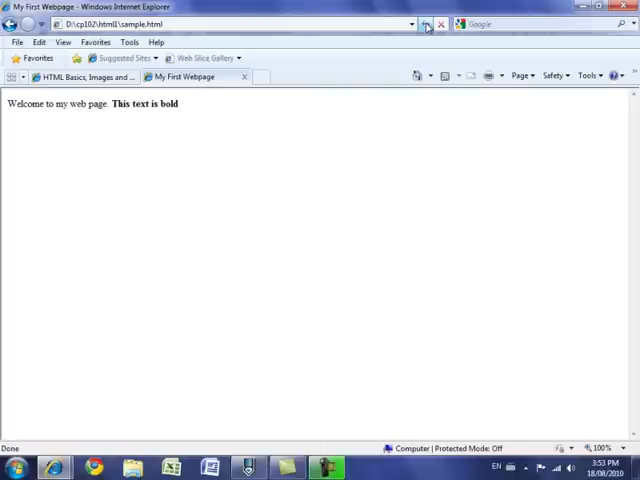 My First Webpage - Windows Internet Explorer
D:\cp102\html1\sample.html
Google
File Edit View Favorites Tools Help
Favorites Suggested Sites Web Slice Gallery
HTML Basics, Images and ... My First Webpage Page Safety Tools
Welcome to my web page. This text is bold
Done Computer | Protected Mode: Off 100%
EN 3:53 PM
18/08/2010